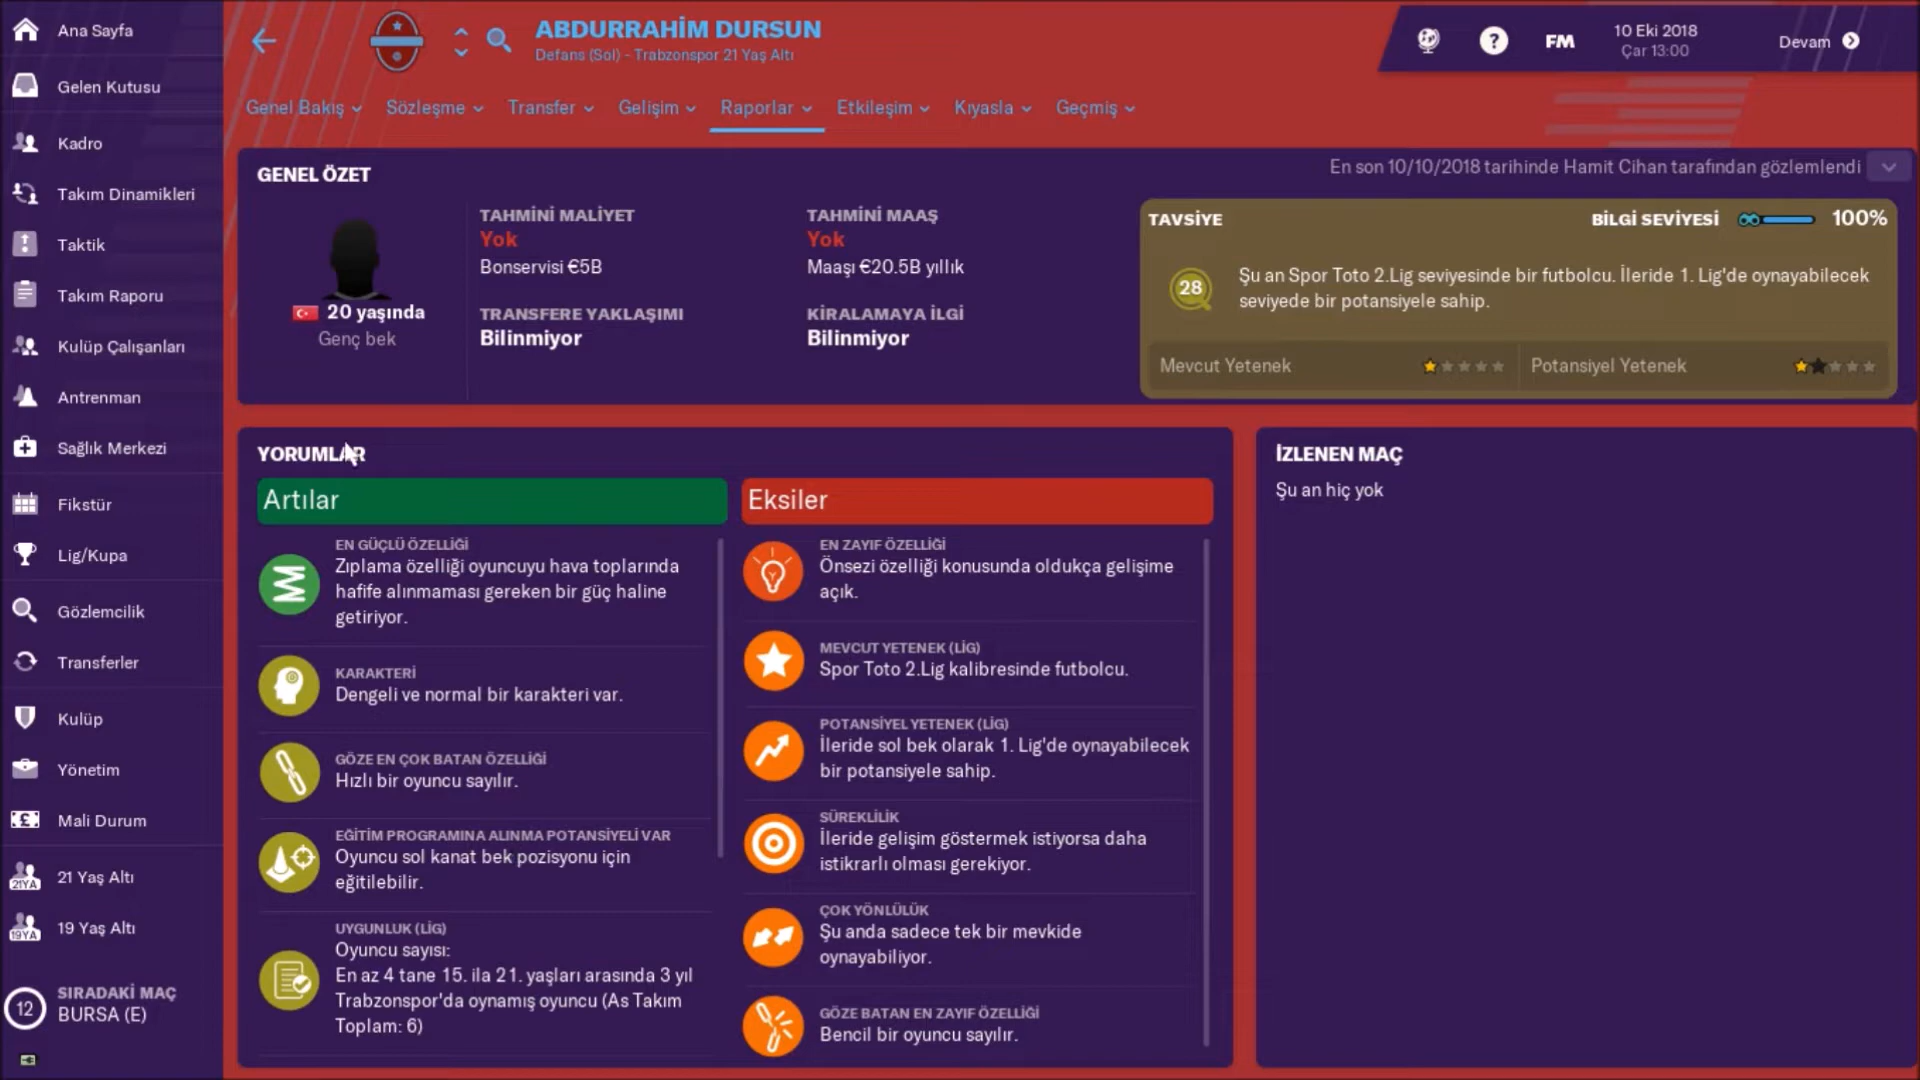 Ana Sayfa
Gelen Kutusu
Kadro
Takım Dinamikleri
Taktik
Takım Raporu
Kulüp Çalışanları
Antrenman
Sağlık Merkezi
Fikstür
Lig/Kupa
Gözlemcilik
Transferler
Kulüp
Yönetim
Mali Durum
21YA
21 Yaş Altı
19YA
19 Yaş Altı
12
SIRADAKİ MAÇ
BURSA (E)
ABDURRAHİM DURSUN
Defans (Sol) - Trabzonspor 21 Yaş Altı
?
FM
10 Eki 2018
Çar 13:00
Devam
Genel Bakış
Sözleşme
Transfer
Gelişim
Raporlar
Etkileşim
Kıyasla
Geçmiş
GENEL ÖZET
En son 10/10/2018 tarihinde Hamit Cihan tarafından gözlemlendi
20 yaşında
Genç bek
TAHMİNİ MALİYET
Yok
Bonservisi €5B
TAHMİNİ MAAŞ
Yok
Maaşı €20.5B yıllık
TRANSFERE YAKLAŞIMI
Bilinmiyor
KİRALAMAYA İLGİ
Bilinmiyor
TAVSİYE
BİLGİ SEVİYESİ
100%
28
Şu an Spor Toto 2.Lig seviyesinde bir futbolcu. İleride 1. Lig'de oynayabilecek
seviyede bir potansiyele sahip.
Mevcut Yetenek
Potansiyel Yetenek
YORUMLAR
Artılar
EN GÜÇLÜ ÖZELLİĞİ
Zıplama özelliği oyuncuyu hava toplarında
hafife alınmaması gereken bir güç haline
getiriyor.
KARAKTERİ
Dengeli ve normal bir karakteri var.
GÖZE EN ÇOK BATAN ÖZELLİĞİ
Hızlı bir oyuncu sayılır.
EĞİTİM PROGRAMINA ALINMA POTANSİYELİ VAR
Oyuncu sol kanat bek pozisyonu için
eğitilebilir.
UYGUNLUK (LİG)
Oyuncu sayısı:
En az 4 tane 15. ila 21. yaşları arasında 3 yıl
Trabzonspor'da oynamış oyuncu (As Takım
Toplam: 6)
Eksiler
EN ZAYIF ÖZELLİĞİ
Önsezi özelliği konusunda oldukça gelişime
açık.
MEVCUT YETENEK (LİG)
Spor Toto 2.Lig kalibresinde futbolcu.
POTANSİYEL YETENEK (LİG)
İleride sol bek olarak 1. Lig'de oynayabilecek
bir potansiyele sahip.
SÜREKLİLİK
İleride gelişim göstermek istiyorsa daha
istikrarlı olması gerekiyor.
ÇOK YÖNLÜLÜK
Şu anda sadece tek bir mevkide
oynayabiliyor.
GÖZE BATAN EN ZAYIF ÖZELLİĞİ
Bencil bir oyuncu sayılır.
İZLENEN MAÇ
Şu an hiç yok